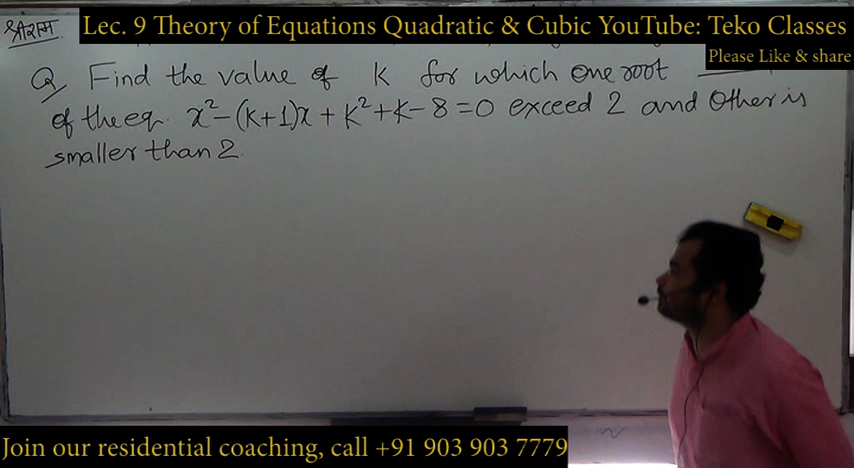 श्रीराम
Lec. 9 Theory of Equations Quadratic & Cubic YouTube: Teko Classes
Please Like & share
Q Find the value of K for which one root
of the eq. x²-(k+1)x + k²+k-8=0 exceed 2 and Other is
smaller than 2.
Join our residential coaching, call +91 903 903 7779